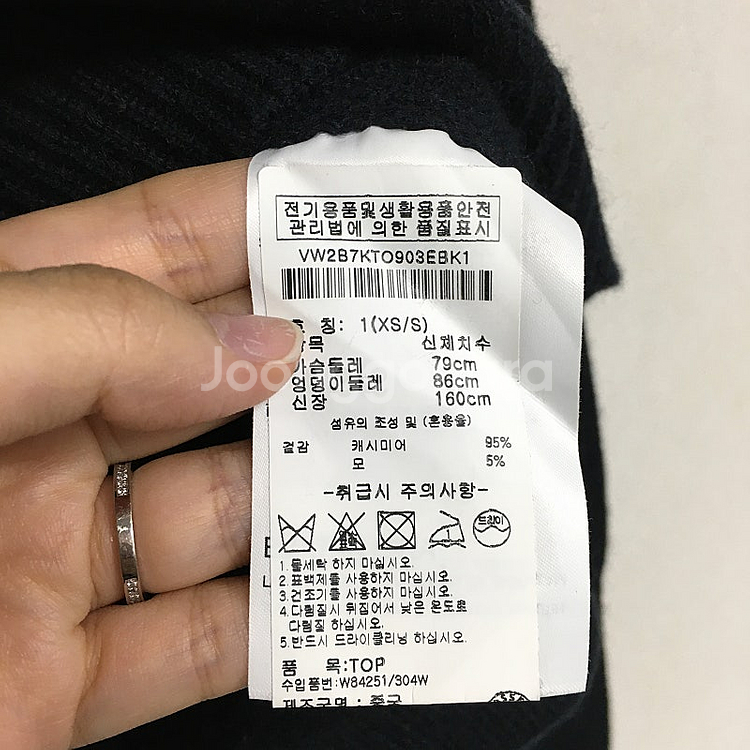 전기용품및생활용품안전
관리법에 의한 품질표시
VW2B7KTO903EBK1
칭: 1(XS/S)
신체치수
가슴둘레 79cm
엉덩이둘레 86cm
신장 160cm
섬유의 조성 및 (혼용율)
겉감 캐시미어 95%
모 5%
-취급시 주의사항-
드라이
1.물세탁 하지 마십시오.
2.표백제를 사용하지 마십시오.
3.건조기를 사용하지 마십시오.
4.다림질시 뒤집어서 낮은 온도로
다림질 하십시오
5.반드시 드라이클리닝 하십시오.
품 목:TOP
수입품번:W84251/304W
제조국명 : 중국